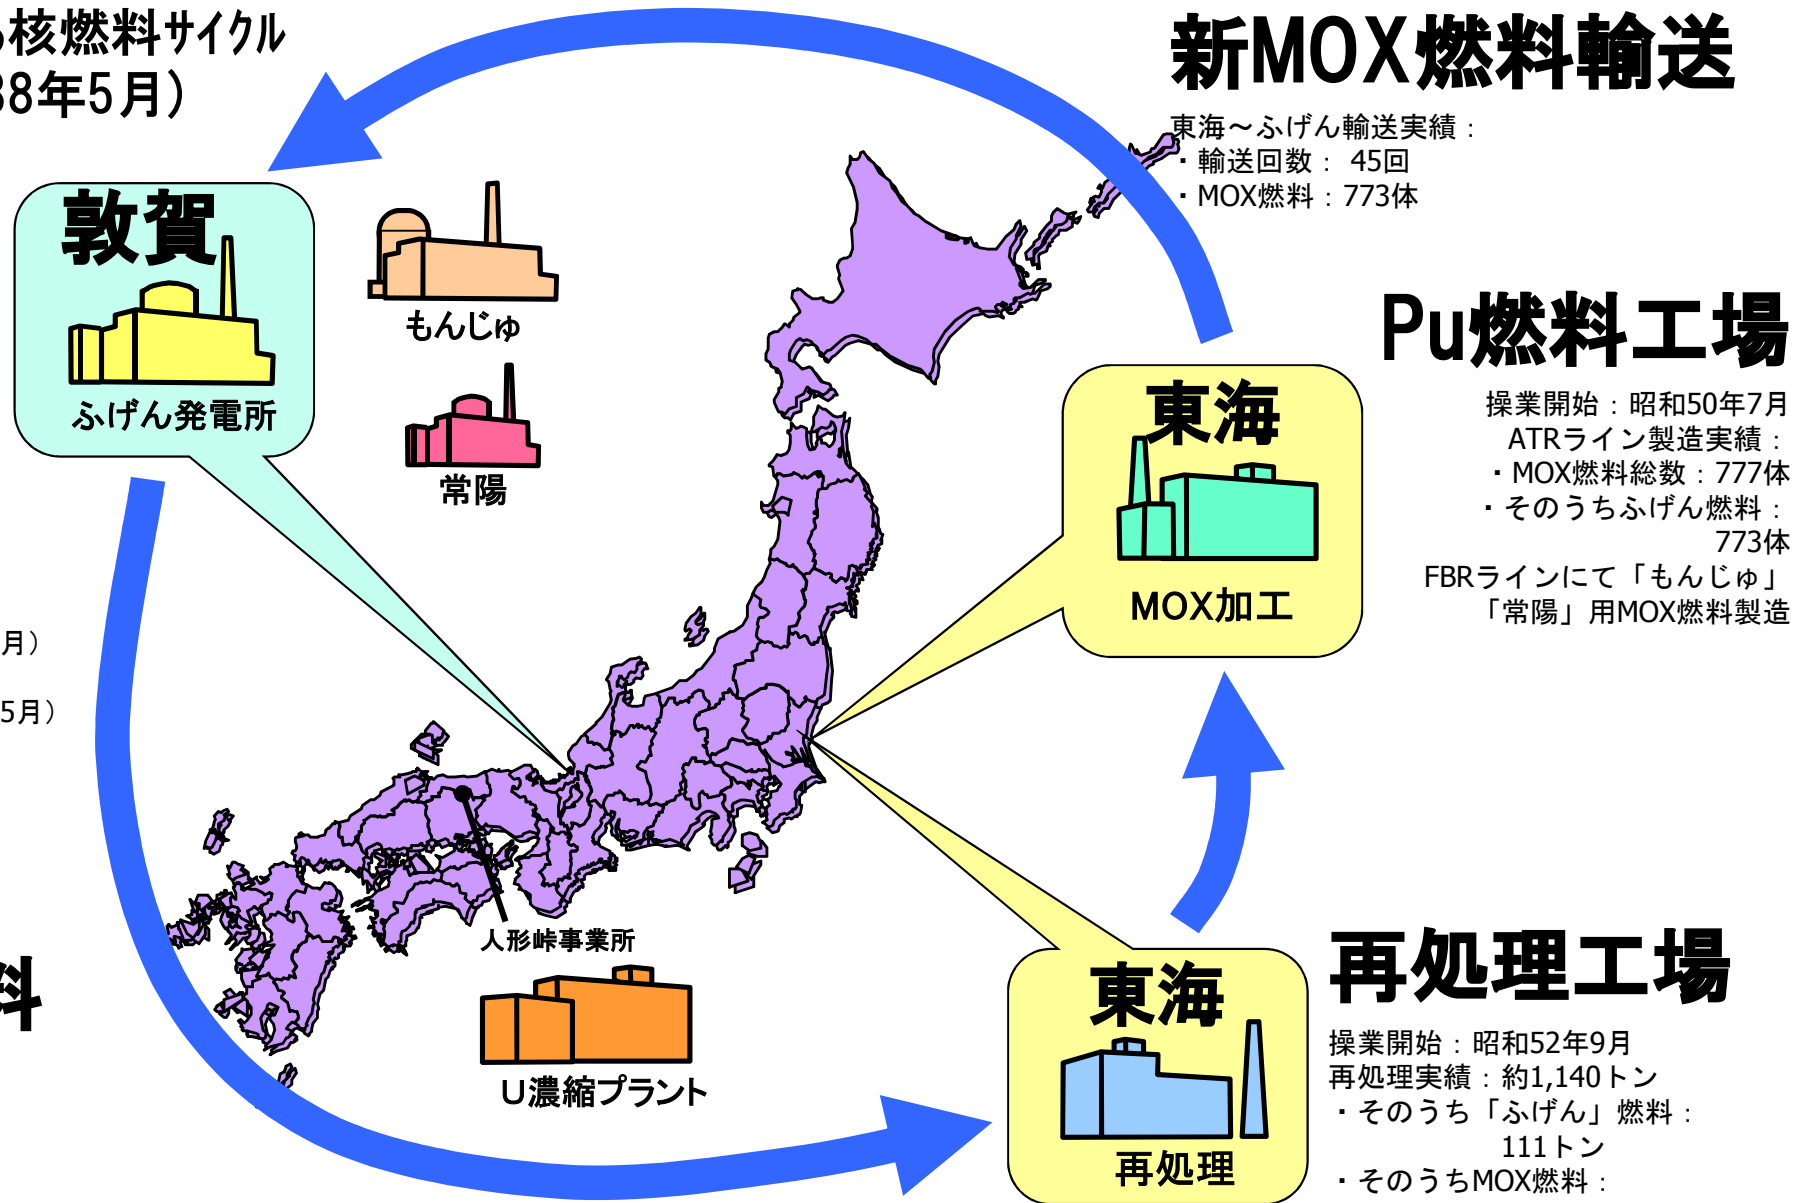 核燃料サイクル
88年5月）
新MOX燃料輸送
東海～ふげん輸送実績：
・輸送回数： 45回
・MOX燃料：773体
敦賀
ふげん発電所
もんじゅ
常陽
Pu燃料工場
操業開始：昭和50年7月
ATRライン製造実績：
・MOX燃料総数：777体
・そのうちふげん燃料：
773体
FBRラインにて「もんじゅ」
「常陽」用MOX燃料製造
東海
MOX加工
月）
5月）
人形峠事業所
U濃縮プラント
料
東海
再処理
再処理工場
操業開始：昭和52年9月
再処理実績：約1,140トン
・そのうち「ふげん」燃料：
111トン
・そのうちMOX燃料：